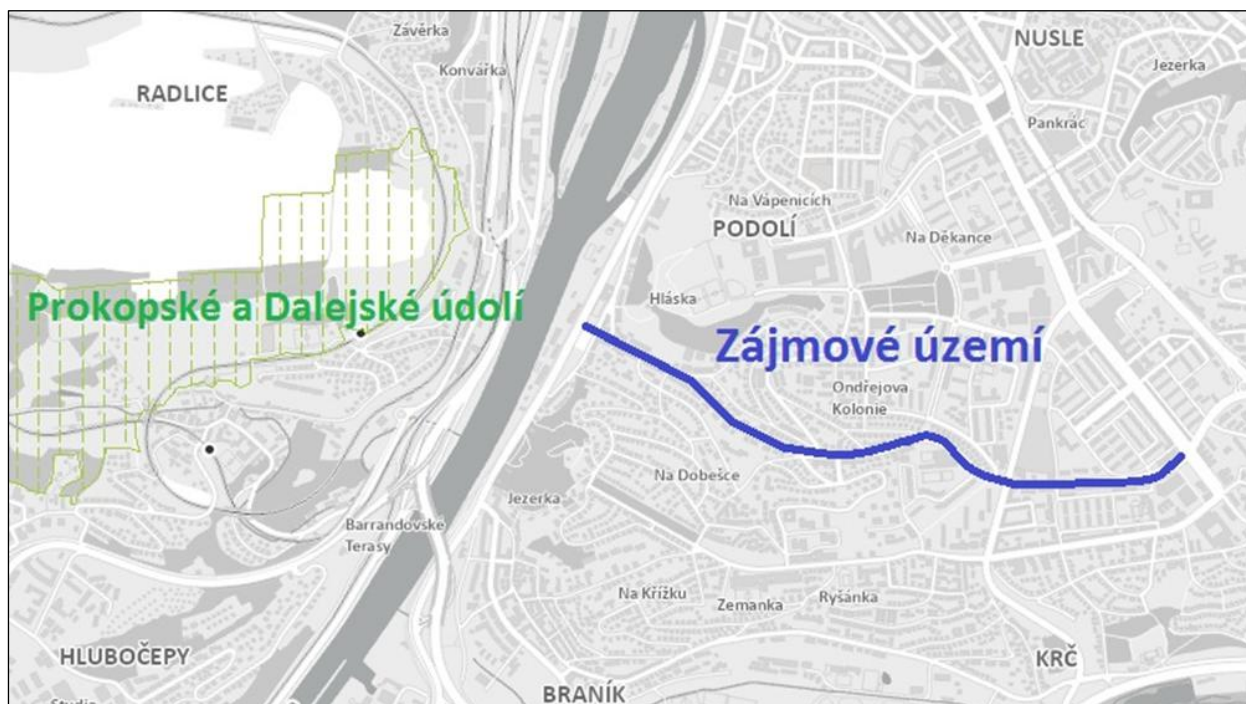 Závěrka
NUSLE
Konvářka
Jezerka
RADLICE
Pankrác
Na Vápenicích
PODOLÍ
Na Děkance
Hláska
Prokopské a Dalejské údolí
Zájmové území
Ondřejova
Kolonie
Na Dobešce
Jezerka
Barrandovské
Terasy
Na Křížku
Zemanka
Ryšánka
HLUBOČEPY
KRČ
BRANÍK